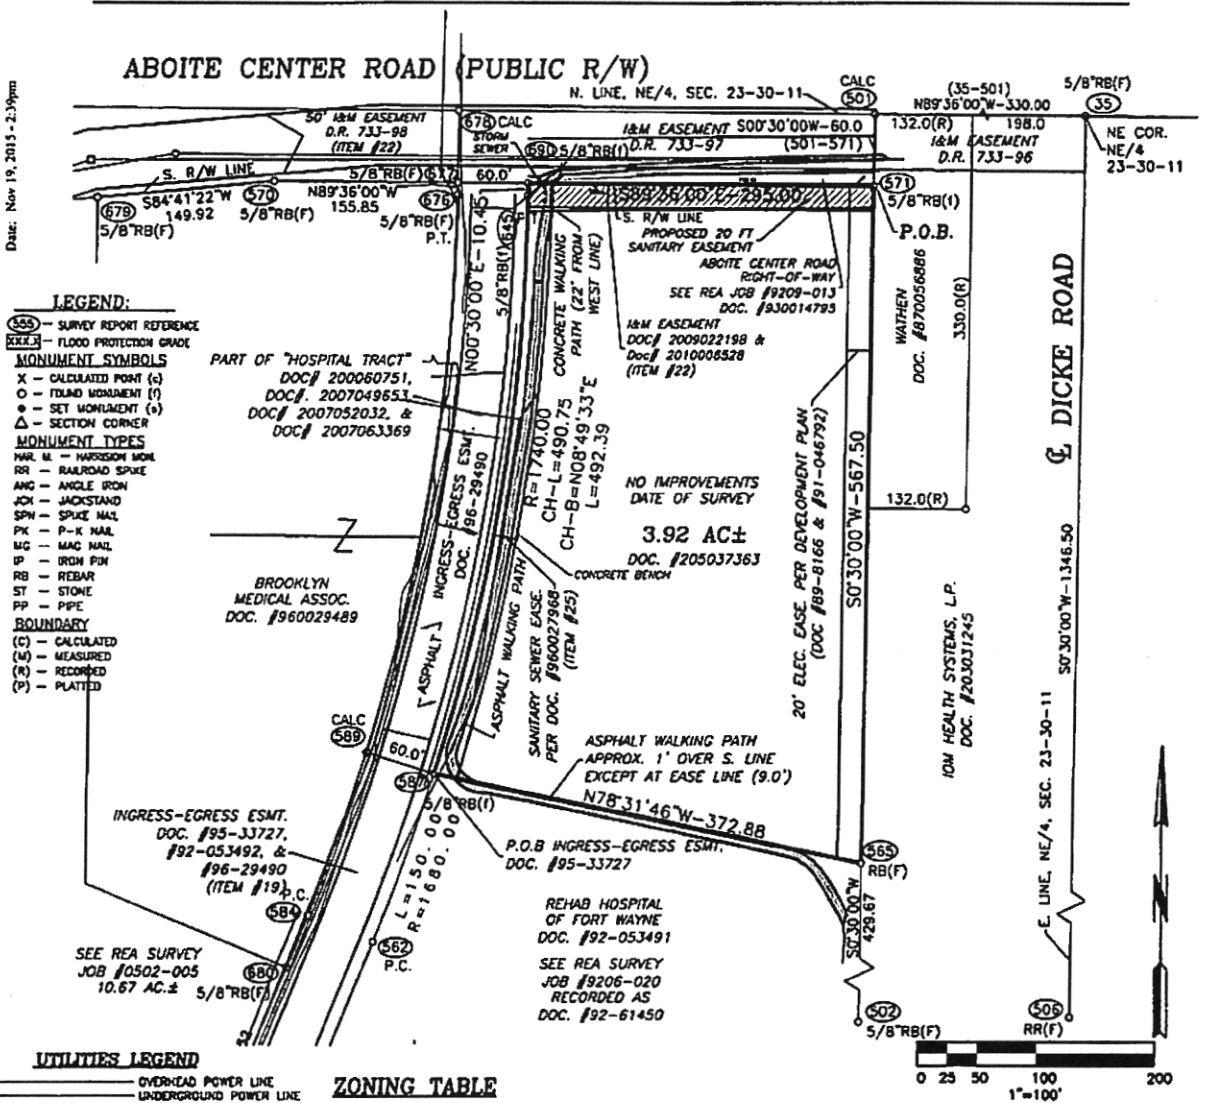 Date: Nov 19, 2015 - 2:39pm
ABOITE CENTER ROAD (PUBLIC R/W)
N. LINE, NE/4, SEC. 23-30-11
CALC
501
(35-501)
N89°36'00"W-330.00
132.0(R)
198.0
5/8"RB(F)
35
NE COR.
NE/4
23-30-11
50' I&M EASEMENT
D.R. 733-98
(ITEM #22)
678 CALC
STORM
SEWER
690 5/8"RB(f)
I&M EASEMENT
D.R. 733-97
S00°30'00W-60.0
(501-571)
I&M EASEMENT
D.R. 733-96
S. R/W LINE
S84°41'22"W
149.92
679
5/8"RB(F)
570
5/8"RB(F)
N89°36'00"W
155.85
5/8"RB(F) 677
676
5/8"RB(F)
P.T.
60.0'
S89°36'00"E-295.00
571
5/8"RB(f)
P.O.B.
S. R/W LINE
PROPOSED 20 FT
SANITARY EASEMENT
ABOITE CENTER ROAD
RIGHT-OF-WAY
SEE REA JOB #9209-013
DOC. #930014795
I&M EASEMENT
DOC# 2009022198 &
Doc# 2010006528
(ITEM #22)
N00°30'00"E-10.45
5/8"RB(f) 645
CONCRETE WALKING
PATH (22" FROM
WEST LINE)
WATHEN
DOC. #870056886
330.0(R)
℄ DICKE ROAD
LEGEND:
555 - SURVEY REPORT REFERENCE
XXX.X - FLOOD PROTECTION GRADE
MONUMENT SYMBOLS
X - CALCULATED POINT (c)
O - FOUND MONUMENT (f)
● - SET MONUMENT (s)
△ - SECTION CORNER
MONUMENT TYPES
HAR. M. - HARRISON MON.
RR - RAILROAD SPIKE
ANG - ANGLE IRON
JCK - JACKSTAND
SPN - SPIKE NAIL
PK - P-K NAIL
MG - MAG NAIL
IP - IRON PIN
RB - REBAR
ST - STONE
PP - PIPE
BOUNDARY
(C) - CALCULATED
(M) - MEASURED
(R) - RECORDED
(P) - PLATTED
PART OF "HOSPITAL TRACT"
DOC# 200060751,
DOC#. 2007049653,
DOC# 2007052032, &
DOC# 2007063369
R=1740.00
CH-L=490.75
CH-B=N08°49'33"E
L=492.39
INGRESS-EGRESS ESMT.
DOC. #96-29490
NO IMPROVEMENTS
DATE OF SURVEY
3.92 AC±
DOC. #205037363
CONCRETE BENCH
20' ELEC. EASE. PER DEVELOPMENT PLAN
(DOC #89-8166 & #91-046792)
S0°30'00"W-567.50
132.0(R)
Z
BROOKLYN
MEDICAL ASSOC.
DOC. #960029489
ASPHALT
ASPHALT WALKING PATH
SANITARY SEWER EASE.
PER DOC. #960027968
(ITEM #25)
IOM HEALTH SYSTEMS, L.P.
DOC. #203031245
S0°30'00"W-1346.50
CALC
589
60.0'
587
5/8"RB(f)
ASPHALT WALKING PATH
APPROX. 1' OVER S. LINE
EXCEPT AT EASE LINE (9.0')
N78°31'46"W-372.88
INGRESS-EGRESS ESMT.
DOC. #95-33727,
#92-053492, &
#96-29490
(ITEM #19)
P.C.
584
L=150.00
R=1680.00
P.O.B INGRESS-EGRESS ESMT.
DOC. #95-33727
565
RB(F)
S0°30'00"W
429.67
E. LINE, NE/4, SEC. 23-30-11
562
P.C.
REHAB HOSPITAL
OF FORT WAYNE
DOC. #92-053491
SEE REA SURVEY
JOB #9206-020
RECORDED AS
DOC. #92-61450
SEE REA SURVEY
JOB #0502-005
10.67 AC.±
680
5/8"RB(F)
502
5/8"RB(F)
506
RR(F)
N
UTILITIES LEGEND
OVERHEAD POWER LINE
UNDERGROUND POWER LINE
ZONING TABLE
0 25 50 100 200
1"=100'